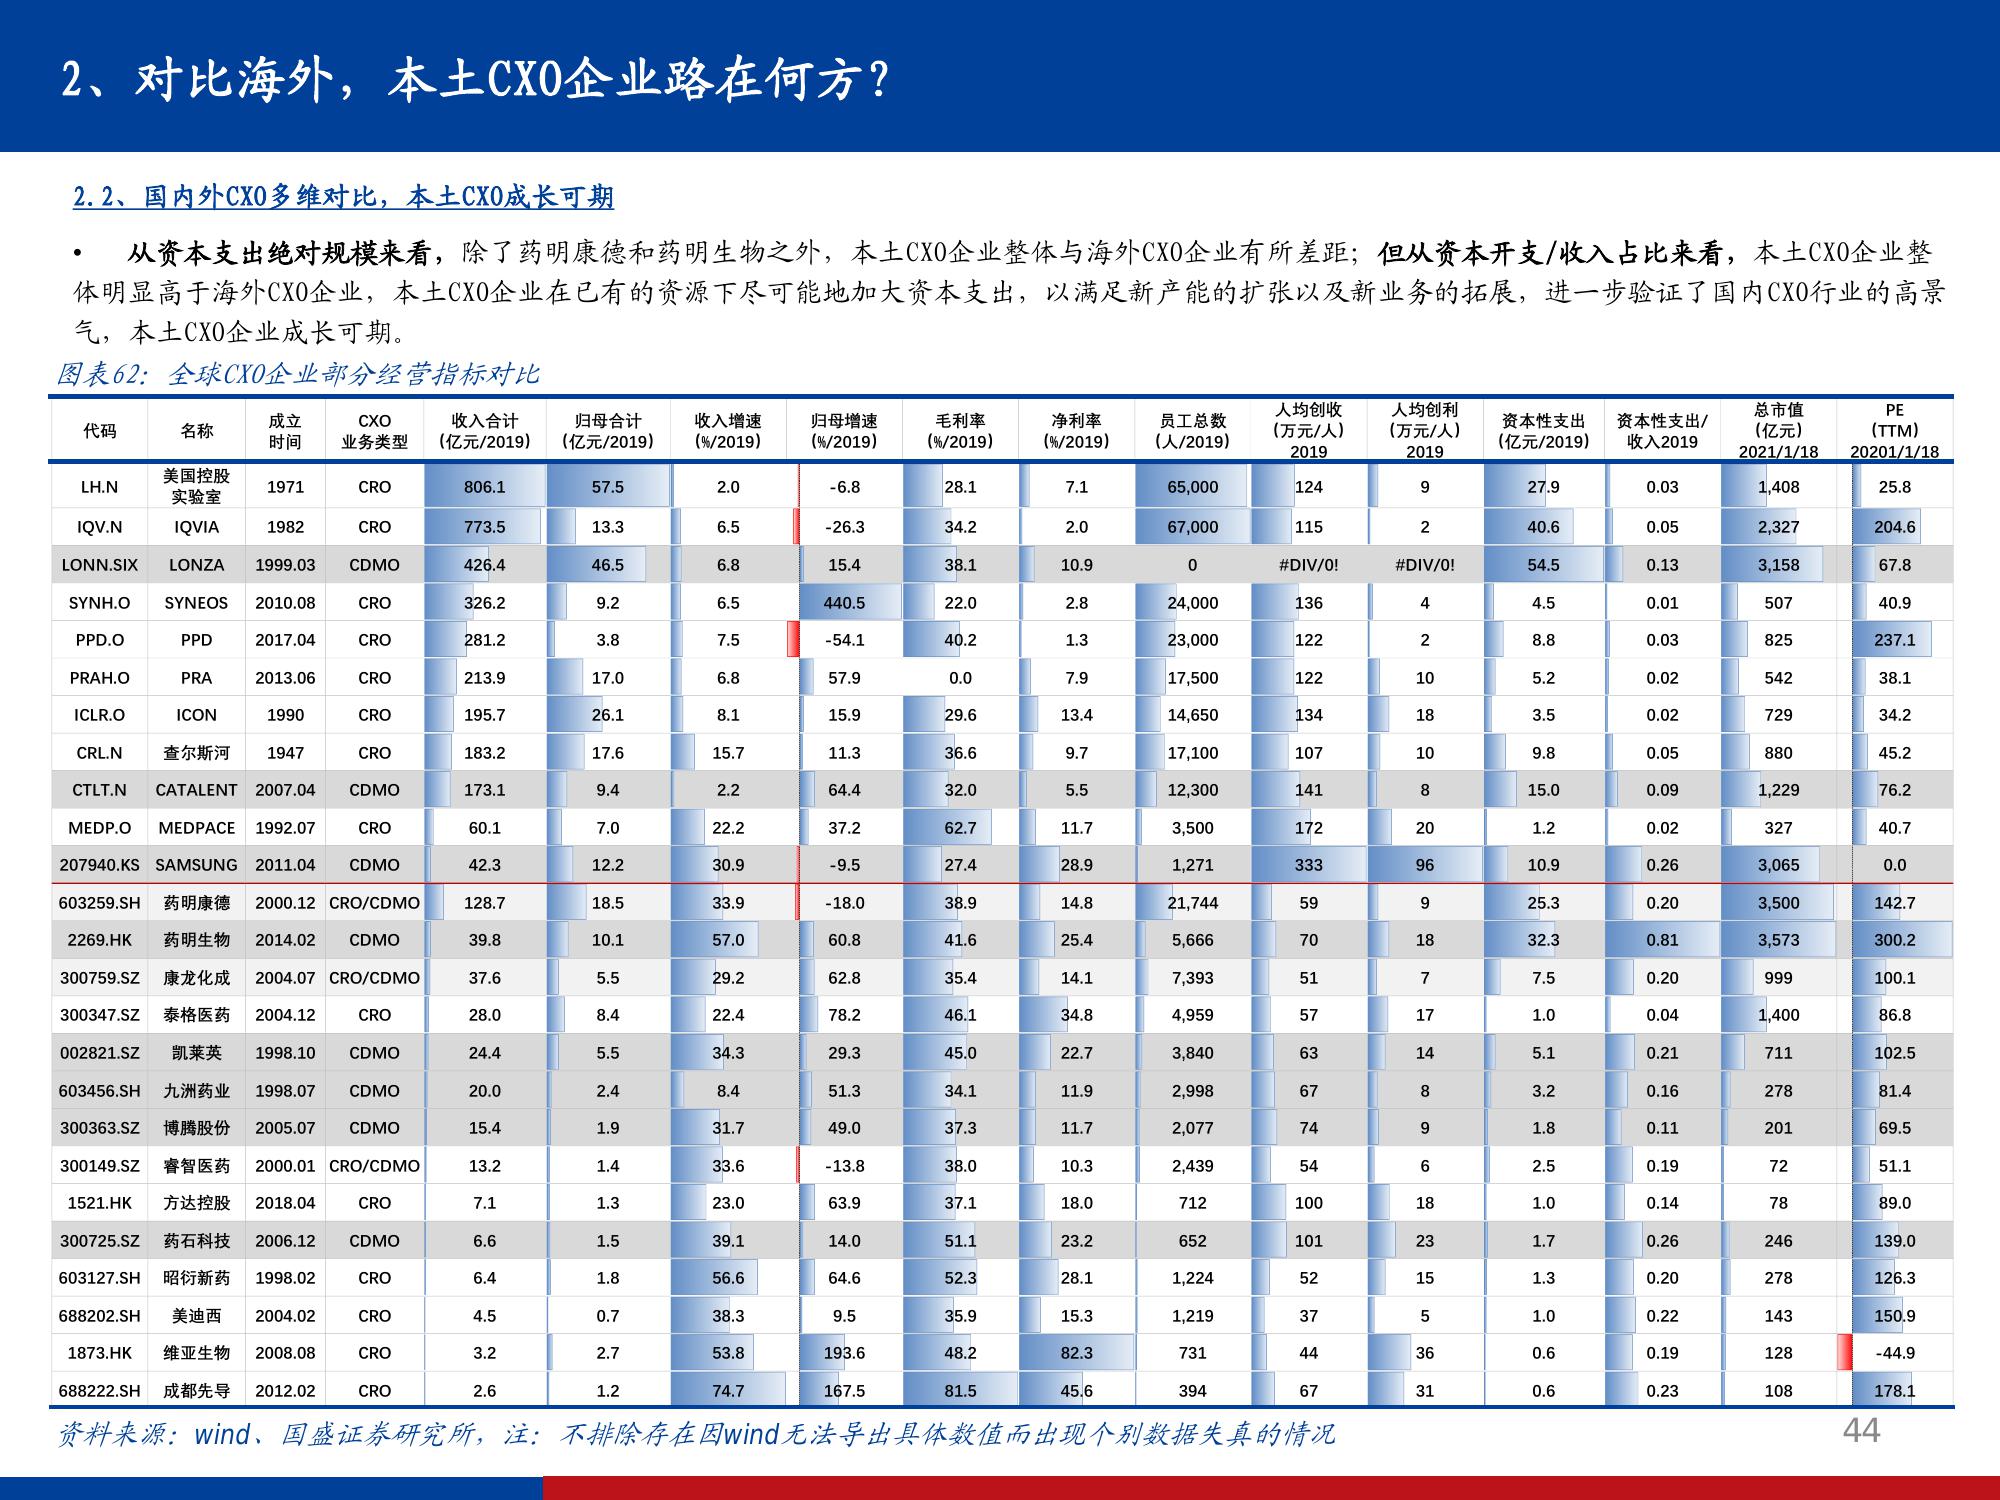 2、对比海外，本土CXO企业路在何方？
2.2、国内外CXO多维对比，本土CXO成长可期
• 从资本支出绝对规模来看，除了药明康德和药明生物之外，本土CXO企业整体与海外CXO企业有所差距；但从资本开支/收入占比来看，本土CXO企业整
体明显高于海外CXO企业，本土CXO企业在已有的资源下尽可能地加大资本支出，以满足新产能的扩张以及新业务的拓展，进一步验证了国内CXO行业的高景
气，本土CXO企业成长可期。
图表62：全球CXO企业部分经营指标对比
代码 名称 成立时间 CXO业务类型 收入合计(亿元/2019) 归母合计(亿元/2019) 收入增速(%/2019) 归母增速(%/2019) 毛利率(%/2019) 净利率(%/2019) 员工总数(人/2019) 人均创收(万元/人)2019 人均创利(万元/人)2019 资本性支出(亿元/2019) 资本性支出/收入2019 总市值(亿元)2021/1/18 PE(TTM)20201/1/18
LH.N 美国控股实验室 1971 CRO 806.1 57.5 2.0 -6.8 28.1 7.1 65,000 124 9 27.9 0.03 1,408 25.8
IQV.N IQVIA 1982 CRO 773.5 13.3 6.5 -26.3 34.2 2.0 67,000 115 2 40.6 0.05 2,327 204.6
LONN.SIX LONZA 1999.03 CDMO 426.4 46.5 6.8 15.4 38.1 10.9 0 #DIV/0! #DIV/0! 54.5 0.13 3,158 67.8
SYNH.O SYNEOS 2010.08 CRO 326.2 9.2 6.5 440.5 22.0 2.8 24,000 136 4 4.5 0.01 507 40.9
PPD.O PPD 2017.04 CRO 281.2 3.8 7.5 -54.1 40.2 1.3 23,000 122 2 8.8 0.03 825 237.1
PRAH.O PRA 2013.06 CRO 213.9 17.0 6.8 57.9 0.0 7.9 17,500 122 10 5.2 0.02 542 38.1
ICLR.O ICON 1990 CRO 195.7 26.1 8.1 15.9 29.6 13.4 14,650 134 18 3.5 0.02 729 34.2
CRL.N 查尔斯河 1947 CRO 183.2 17.6 15.7 11.3 36.6 9.7 17,100 107 10 9.8 0.05 880 45.2
CTLT.N CATALENT 2007.04 CDMO 173.1 9.4 2.2 64.4 32.0 5.5 12,300 141 8 15.0 0.09 1,229 76.2
MEDP.O MEDPACE 1992.07 CRO 60.1 7.0 22.2 37.2 62.7 11.7 3,500 172 20 1.2 0.02 327 40.7
207940.KS SAMSUNG 2011.04 CDMO 42.3 12.2 30.9 -9.5 27.4 28.9 1,271 333 96 10.9 0.26 3,065 0.0
603259.SH 药明康德 2000.12 CRO/CDMO 128.7 18.5 33.9 -18.0 38.9 14.8 21,744 59 9 25.3 0.20 3,500 142.7
2269.HK 药明生物 2014.02 CDMO 39.8 10.1 57.0 60.8 41.6 25.4 5,666 70 18 32.3 0.81 3,573 300.2
300759.SZ 康龙化成 2004.07 CRO/CDMO 37.6 5.5 29.2 62.8 35.4 14.1 7,393 51 7 7.5 0.20 999 100.1
300347.SZ 泰格医药 2004.12 CRO 28.0 8.4 22.4 78.2 46.1 34.8 4,959 57 17 1.0 0.04 1,400 86.8
002821.SZ 凯莱英 1998.10 CDMO 24.4 5.5 34.3 29.3 45.0 22.7 3,840 63 14 5.1 0.21 711 102.5
603456.SH 九洲药业 1998.07 CDMO 20.0 2.4 8.4 51.3 34.1 11.9 2,998 67 8 3.2 0.16 278 81.4
300363.SZ 博腾股份 2005.07 CDMO 15.4 1.9 31.7 49.0 37.3 11.7 2,077 74 9 1.8 0.11 201 69.5
300149.SZ 睿智医药 2000.01 CRO/CDMO 13.2 1.4 33.6 -13.8 38.0 10.3 2,439 54 6 2.5 0.19 72 51.1
1521.HK 方达控股 2018.04 CRO 7.1 1.3 23.0 63.9 37.1 18.0 712 100 18 1.0 0.14 78 89.0
300725.SZ 药石科技 2006.12 CDMO 6.6 1.5 39.1 14.0 51.1 23.2 652 101 23 1.7 0.26 246 139.0
603127.SH 昭衍新药 1998.02 CRO 6.4 1.8 56.6 64.6 52.3 28.1 1,224 52 15 1.3 0.20 278 126.3
688202.SH 美迪西 2004.02 CRO 4.5 0.7 38.3 9.5 35.9 15.3 1,219 37 5 1.0 0.22 143 150.9
1873.HK 维亚生物 2008.08 CRO 3.2 2.7 53.8 193.6 48.2 82.3 731 44 36 0.6 0.19 128 -44.9
688222.SH 成都先导 2012.02 CRO 2.6 1.2 74.7 167.5 81.5 45.6 394 67 31 0.6 0.23 108 178.1
资料来源：wind、国盛证券研究所，注：不排除存在因wind无法导出具体数值而出现个别数据失真的情况
44